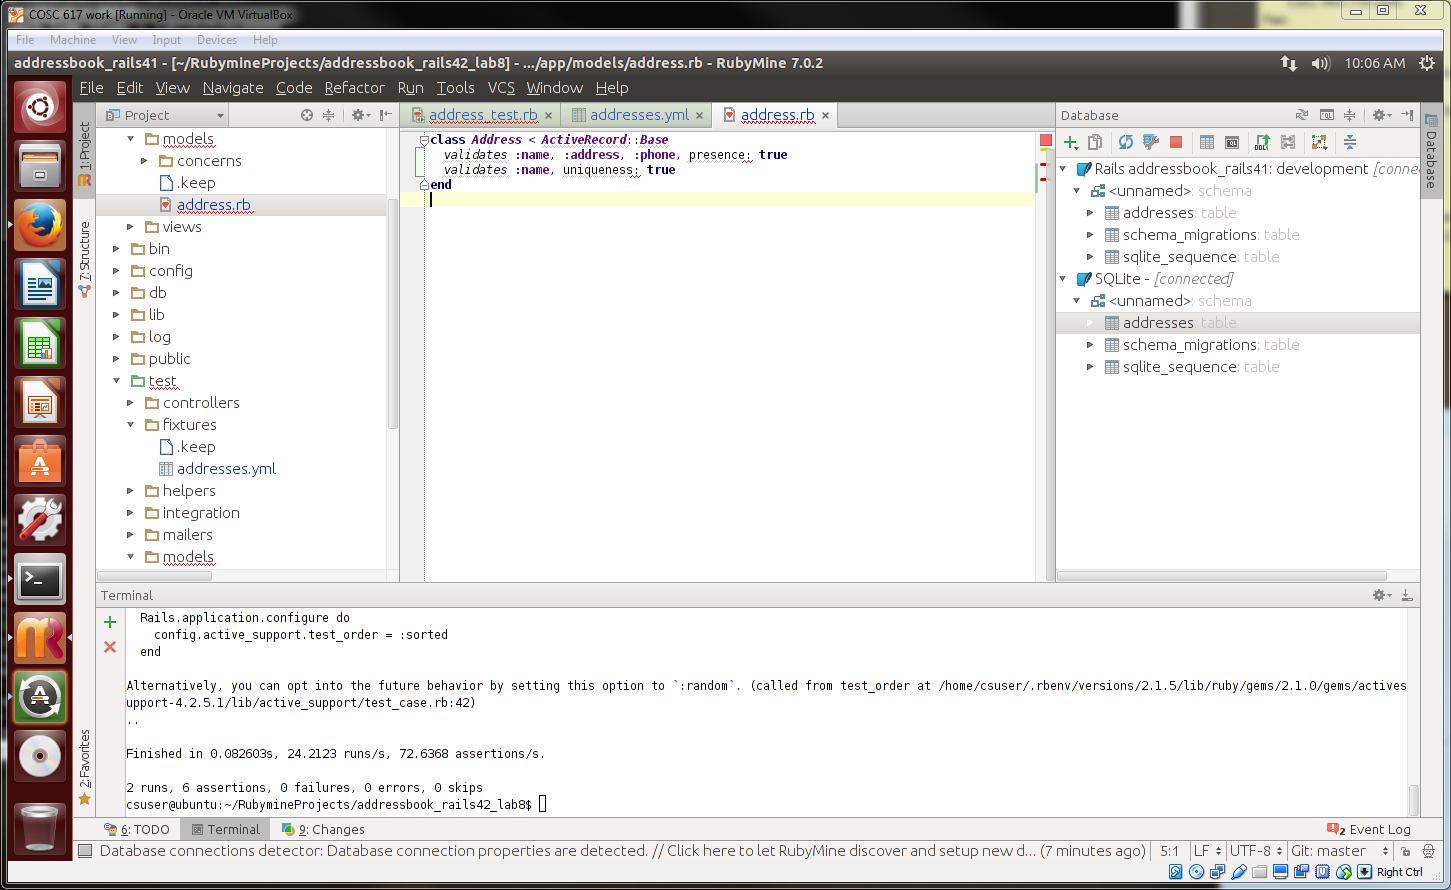 COSC 617 work [Running] - Oracle VM VirtualBox
File Machine View Input Devices Help
addressbook_rails41 - [~/RubymineProjects/addressbook_rails42_lab8] - .../app/models/address.rb - RubyMine 7.0.2
10:06 AM
File Edit View Navigate Code Refactor Run Tools VCS Window Help
1: Project
7: Structure
2: Favorites
Project
models
concerns
.keep
address.rb
views
bin
config
db
lib
log
public
test
controllers
fixtures
.keep
addresses.yml
helpers
integration
mailers
models
address_test.rb
addresses.yml
address.rb
class Address < ActiveRecord::Base
validates :name, :address, :phone, presence: true
validates :name, uniqueness: true
end
Database
Database
Rails addressbook_rails41: development [conne
<unnamed>: schema
addresses: table
schema_migrations: table
sqlite_sequence: table
SQLite - [connected]
<unnamed>: schema
addresses: table
schema_migrations: table
sqlite_sequence: table
Terminal
Rails.application.configure do
config.active_support.test_order = :sorted
end
Alternatively, you can opt into the future behavior by setting this option to `:random`. (called from test_order at /home/csuser/.rbenv/versions/2.1.5/lib/ruby/gems/2.1.0/gems/actives
upport-4.2.5.1/lib/active_support/test_case.rb:42)
..
Finished in 0.082603s, 24.2123 runs/s, 72.6368 assertions/s.
2 runs, 6 assertions, 0 failures, 0 errors, 0 skips
csuser@ubuntu:~/RubymineProjects/addressbook_rails42_lab8$
6: TODO Terminal 9: Changes 2 Event Log
Database connections detector: Database connection properties are detected. // Click here to let RubyMine discover and setup new d... (7 minutes ago) 5:1 LF UTF-8 Git: master
Right Ctrl